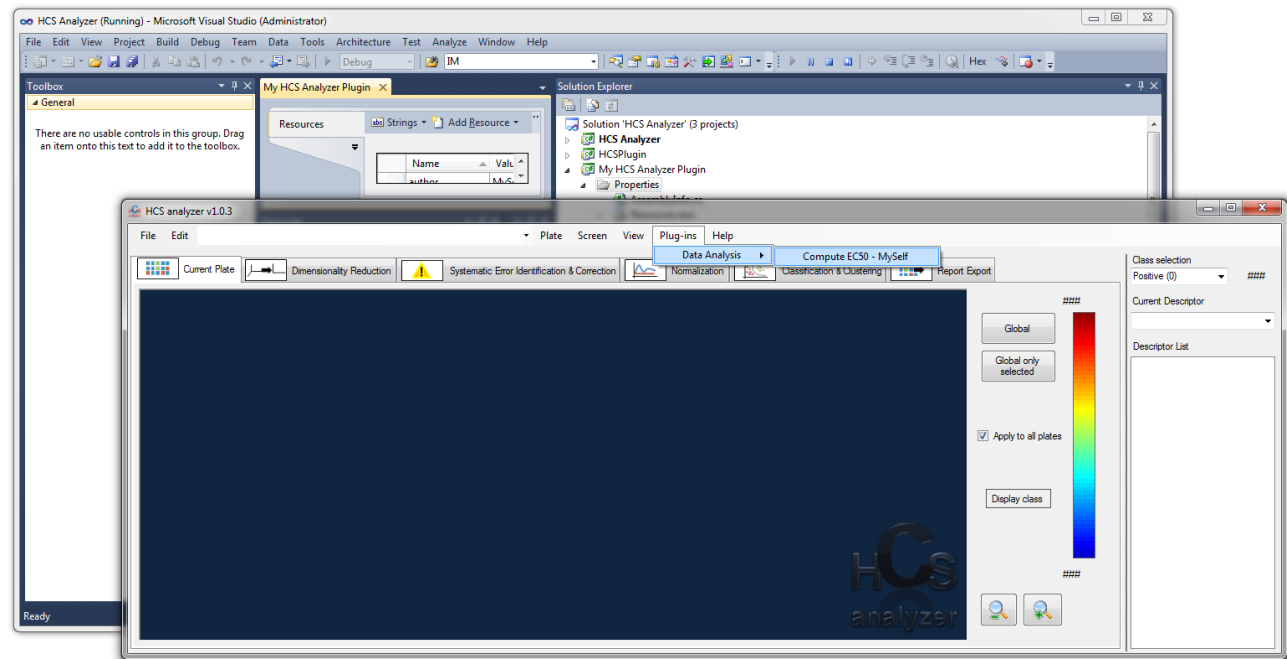 HCS Analyzer (Running) - Microsoft Visual Studio (Administrator)
File Edit View Project Build Debug Team Data Tools Architecture Test Analyze Window Help
Debug IM Hex
Toolbox
General
There are no usable controls in this group. Drag
an item onto this text to add it to the toolbox.
My HCS Analyzer Plugin
Resources
Strings Add Resource
Name
author
Solution Explorer
Solution 'HCS Analyzer' (3 projects)
HCS Analyzer
HCSPlugin
My HCS Analyzer Plugin
Properties
HCS analyzer v1.0.3
File Edit Plate Screen View Plug-ins Help
Data Analysis Compute EC50 - MySelf
Current Plate Dimensionality Reduction Systematic Error Identification & Correction Normalization Classification & Clustering Report Export
Class selection
Positive (0) ###
Current Descriptor
Descriptor List
###
Global
Global only
selected
Apply to all plates
Display class
###
HCS
analyzer
Ready